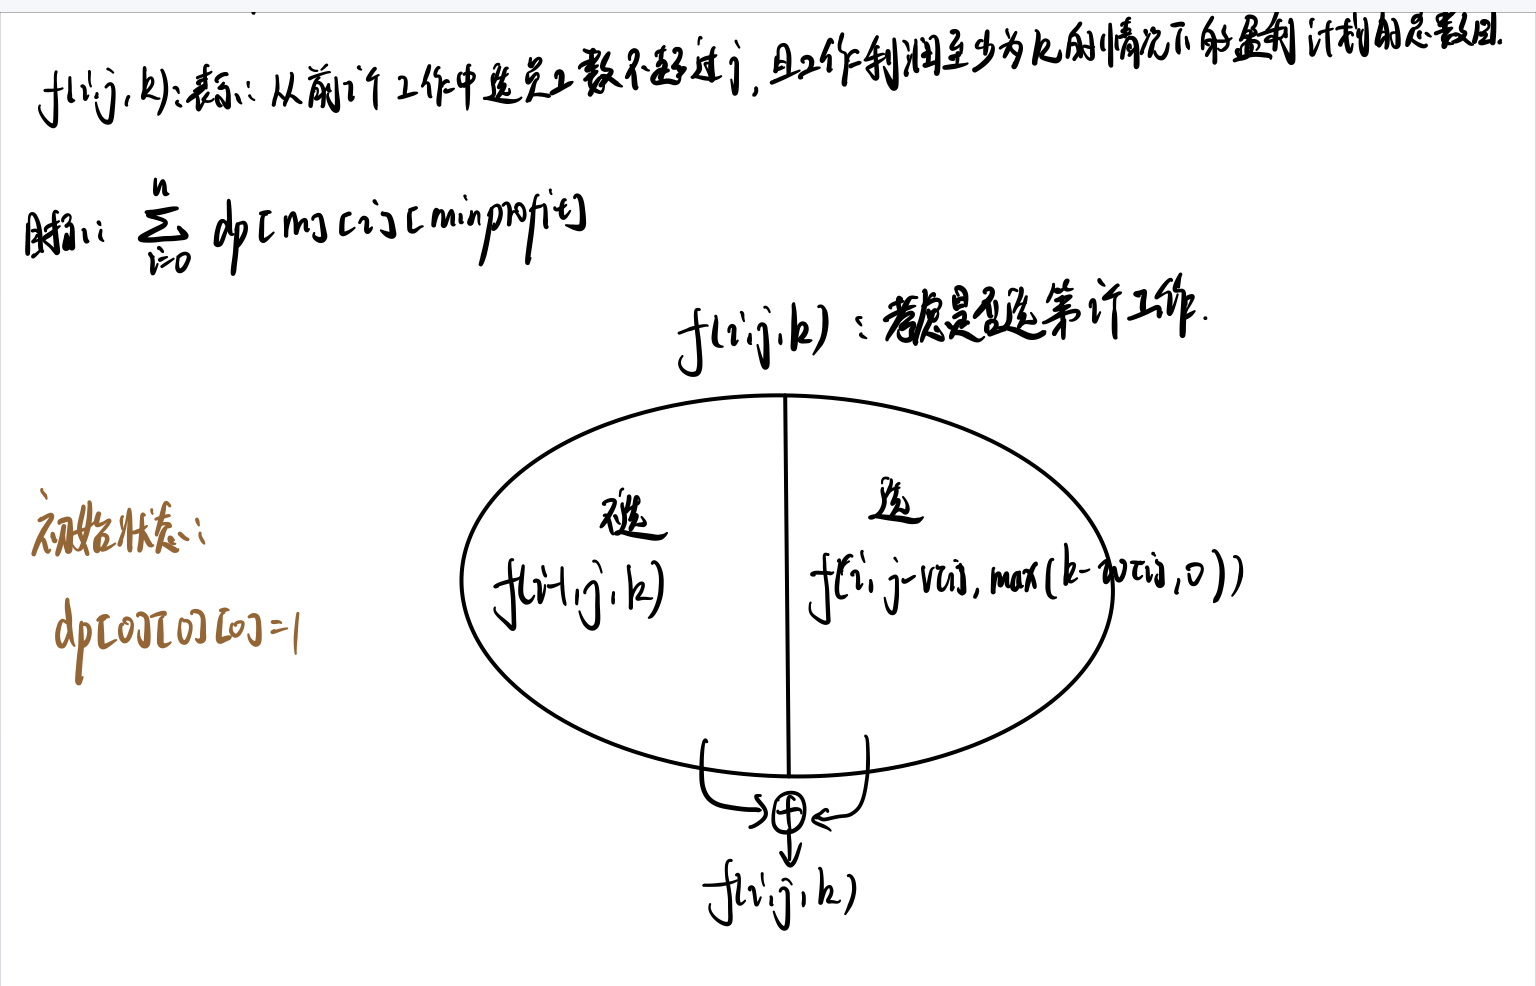 f(i,j,k):表示:从前i个工作中选员工数不超过j,且工作利润至少为k的情况下的盈利计划的总数目.
目标:
n
∑ dp[m][i][minprofit]
i=0
f(i,j,k):考虑是否选第i个工作.
不选
选
f(i-1,j,k)
f(i,j-v[i],max(k-w[i],0))
初始状态:
dp[0][0][0]=1
+
f(i,j,k)